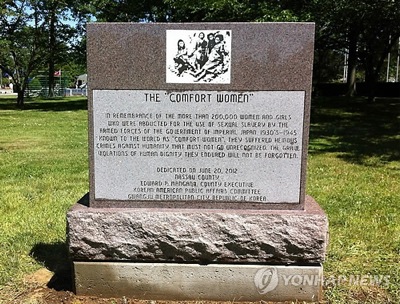 THE "COMFORT WOMEN"
IN REMEMBRANCE OF THE MORE THAN 200,000 WOMEN AND GIRLS
WHO WERE ABDUCTED FOR THE USE OF SEXUAL SLAVERY BY THE
ARMED FORCES OF THE GOVERNMENT OF IMPERIAL JAPAN 1930'S-1945
KNOWN TO THE WORLD AS "COMFORT WOMEN", THEY SUFFERED HEINOUS
CRIMES AGAINST HUMANITY THAT MUST NOT GO UNRECOGNIZED. THE GRAVE
VIOLATIONS OF HUMAN DIGNITY THEY ENDURED WILL NOT BE FORGOTTEN.
DEDICATED ON JUNE 20, 2012
NASSAU COUNTY
EDWARD P. MANGANO, COUNTY EXECUTIVE
KOREAN AMERICAN PUBLIC AFFAIRS COMMITTEE
GWANGJU METROPOLITAN CITY, REPUBLIC OF KOREA
YONHAP NEWS